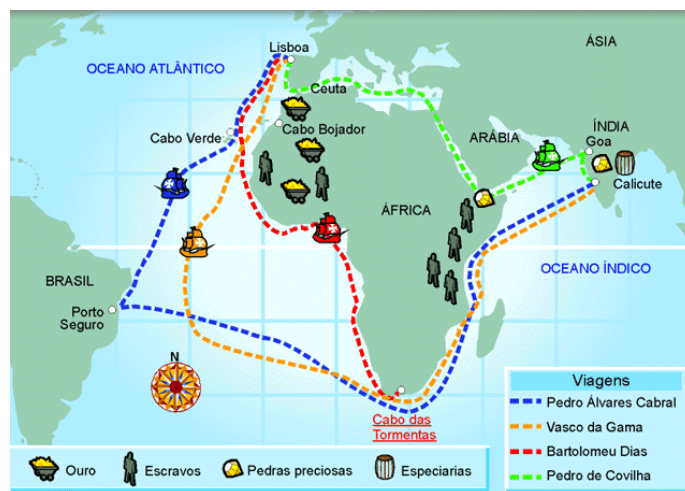 Lisboa
ÁSIA
OCEANO ATLÂNTICO
Ceuta
Cabo Bojador
Cabo Verde
ARÁBIA
ÍNDIA
Goa
Calicute
ÁFRICA
OCEANO ÍNDICO
BRASIL
Porto
Seguro
N
Cabo das
Tormentas
Viagens
Pedro Álvares Cabral
Vasco da Gama
Bartolomeu Dias
Pedro de Covilha
Ouro
Escravos
Pedras preciosas
Especiarias